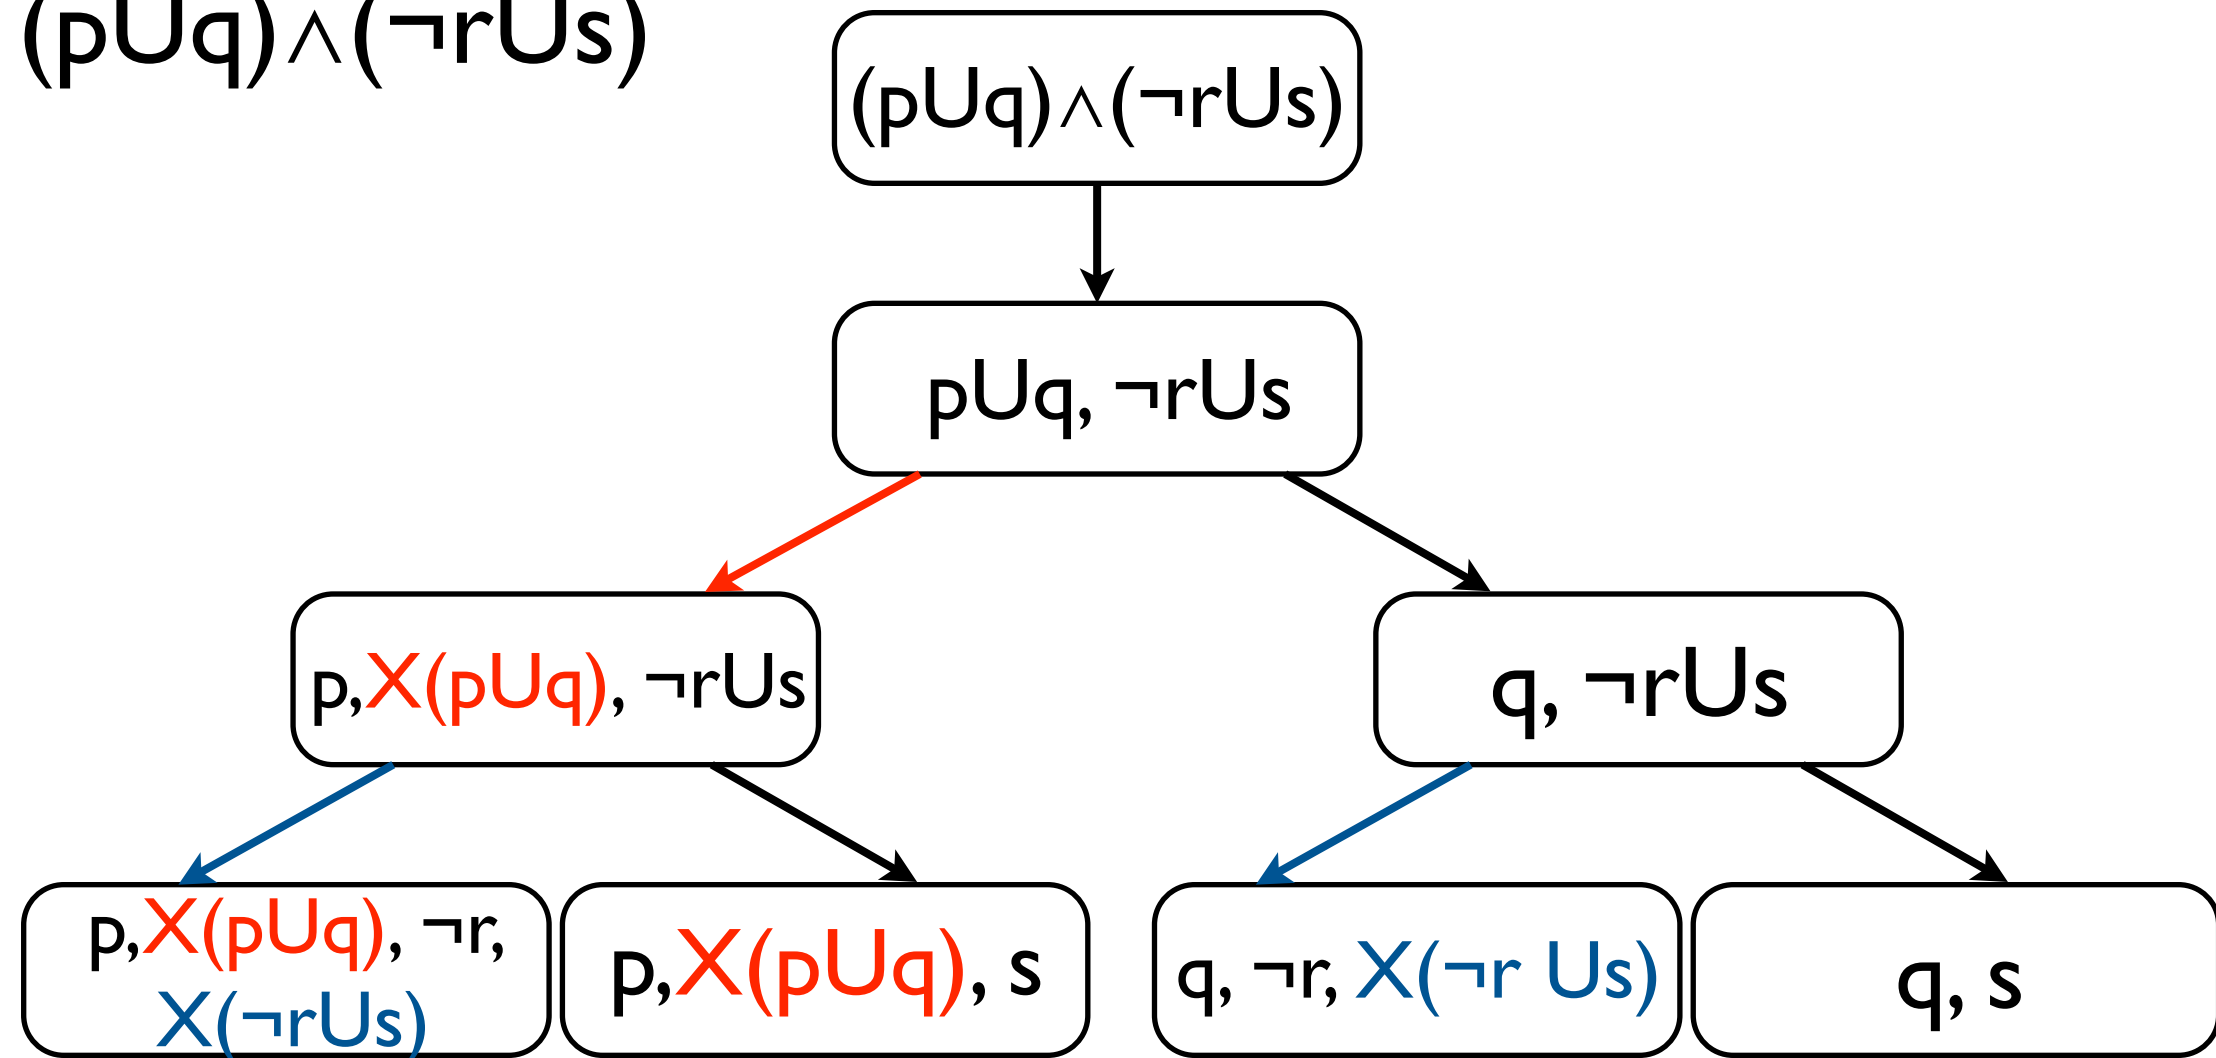 (pUq)∧(¬rUs)
(pUq)∧(¬rUs)
pUq, ¬rUs
p,X(pUq), ¬rUs
q, ¬rUs
p,X(pUq), ¬r,
X(¬rUs)
p,X(pUq), s
q, ¬r, X(¬r Us)
q, s